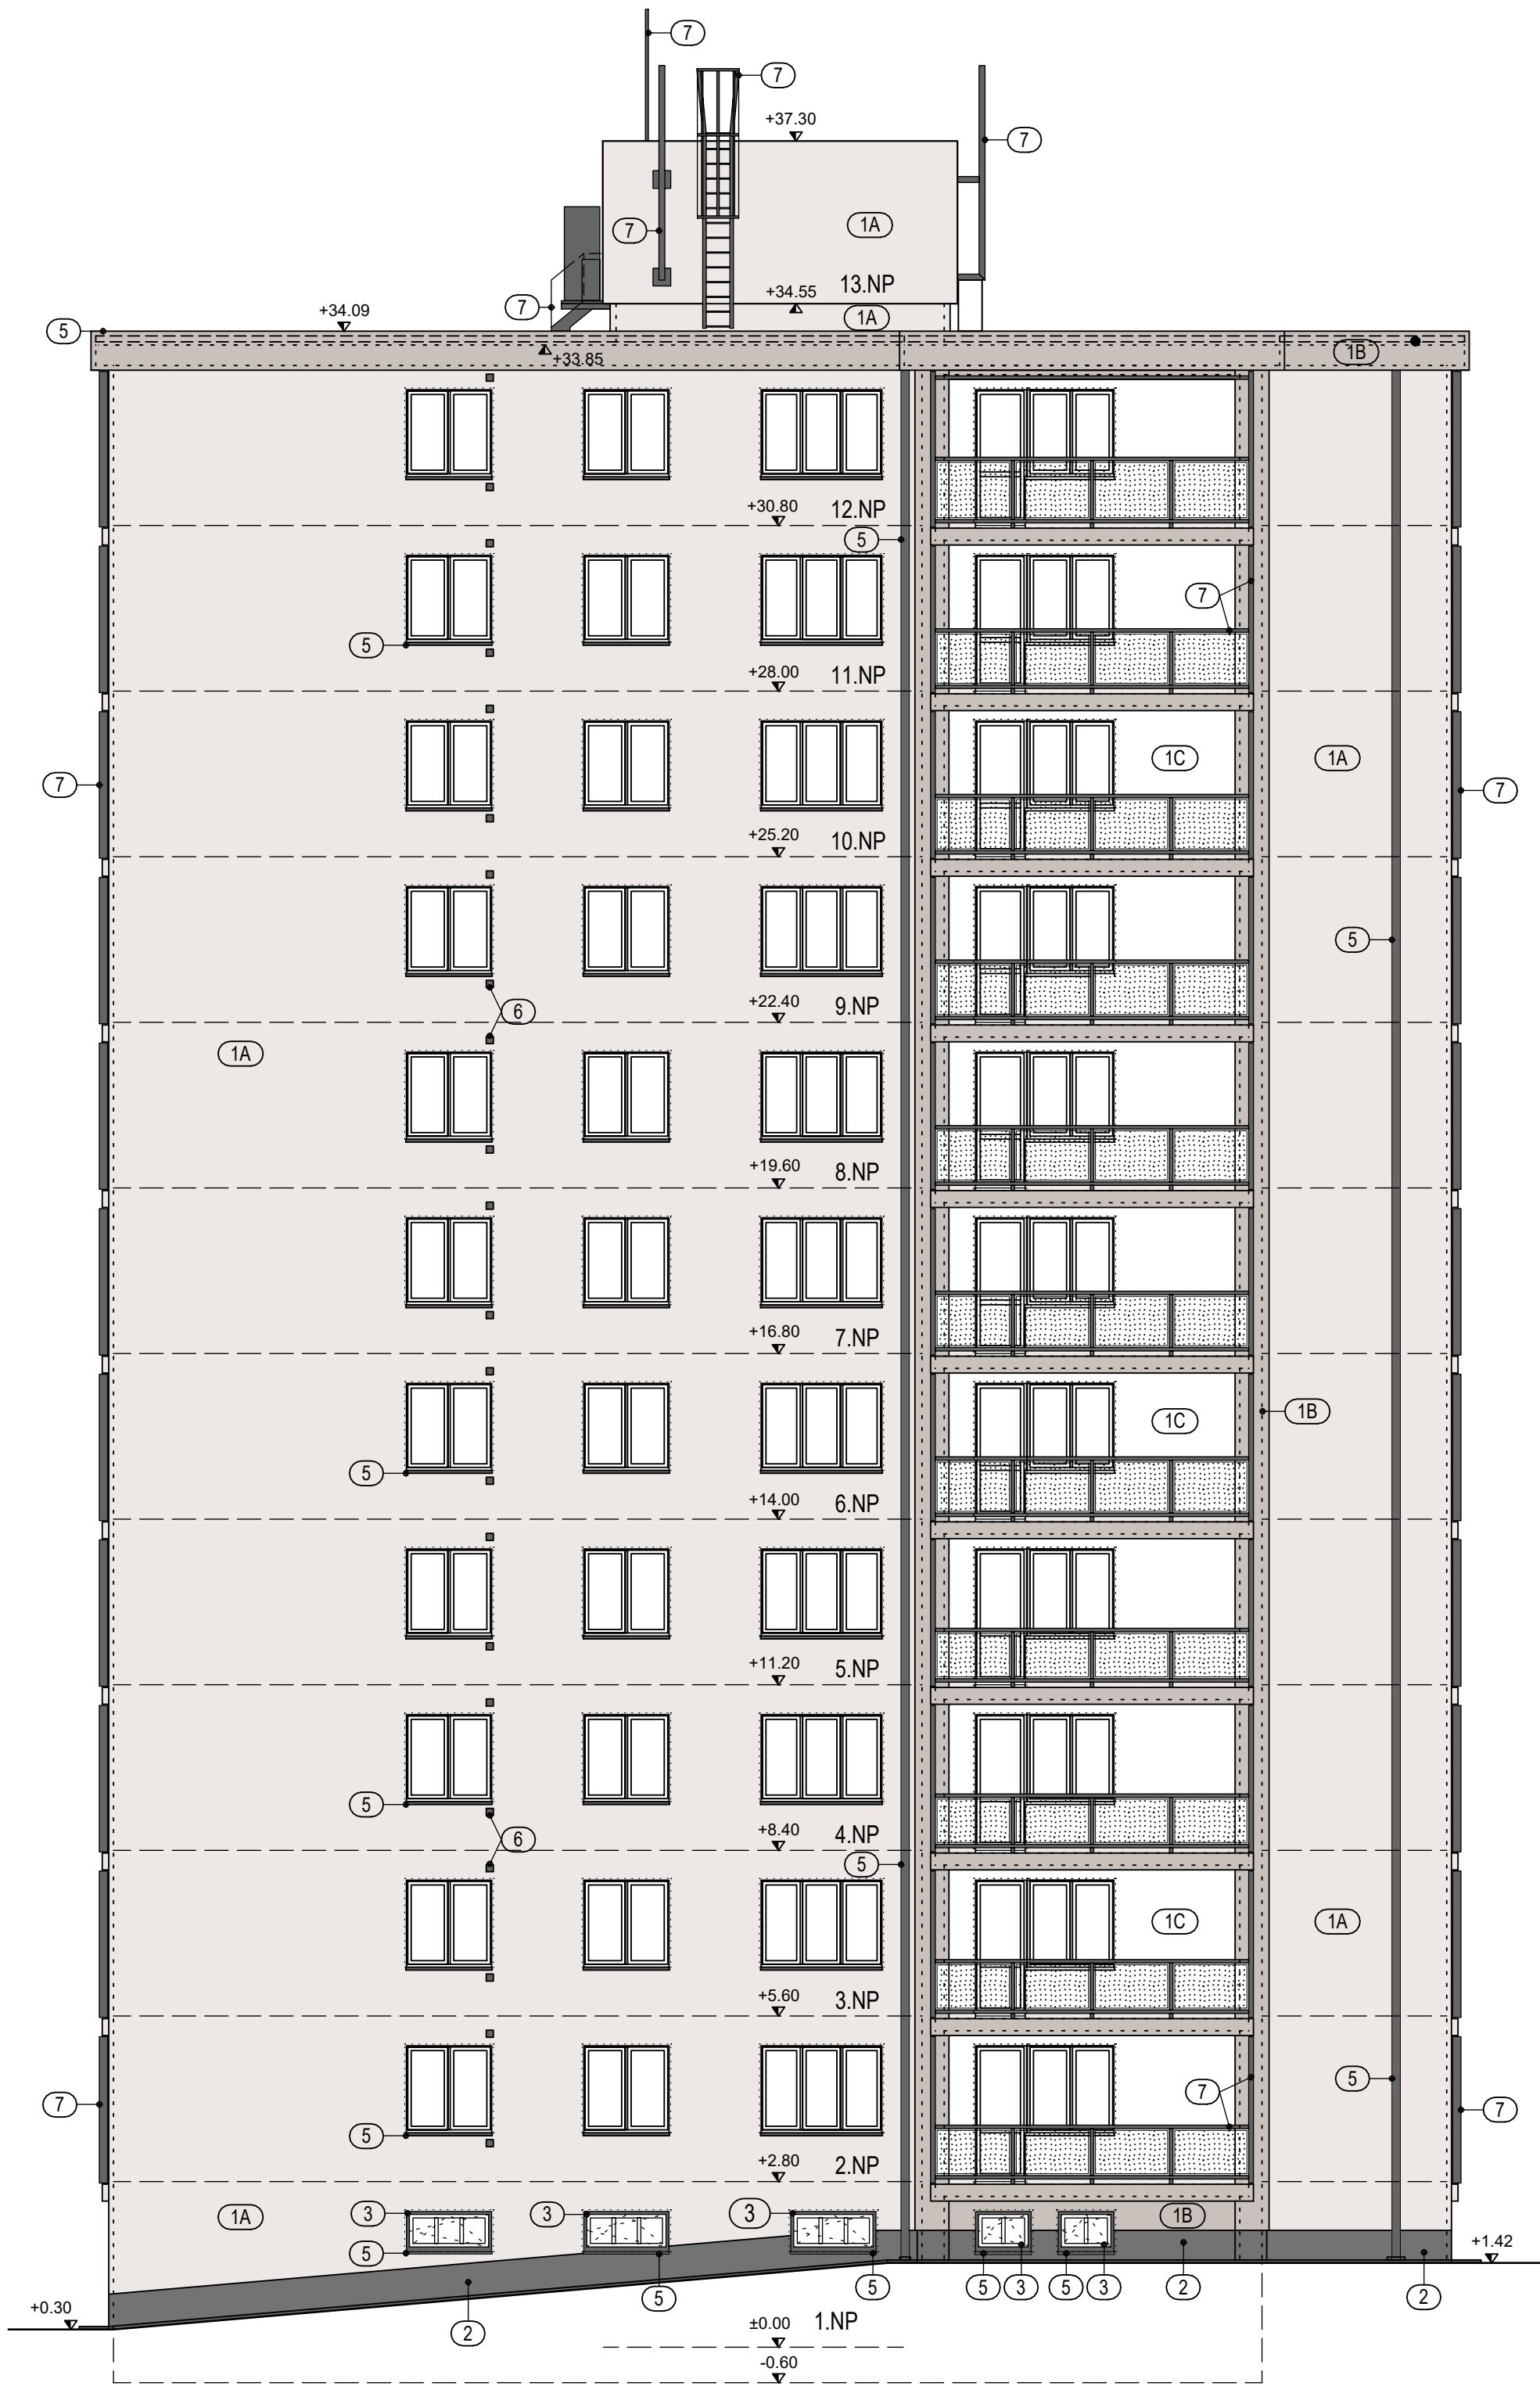 7
7
+37.30
7
1A
7
13.NP
+34.55
7
+34.09
1A
5
+33.85
1B
+30.80 12.NP
5
7
5
+28.00 11.NP
1C 1A
7 7
+25.20 10.NP
5
+22.40 9.NP
6
1A
+19.60 8.NP
+16.80 7.NP
1B
1C
5
+14.00 6.NP
+11.20 5.NP
5
+8.40 4.NP
6
5
1C 1A
+5.60 3.NP
5
7
7 7
5
+2.80 2.NP
1A 3 3 3 1B
5
2
+1.42
5 3 5 3 2
5 5
2
+0.30
±0.00 1.NP
2
-0.60